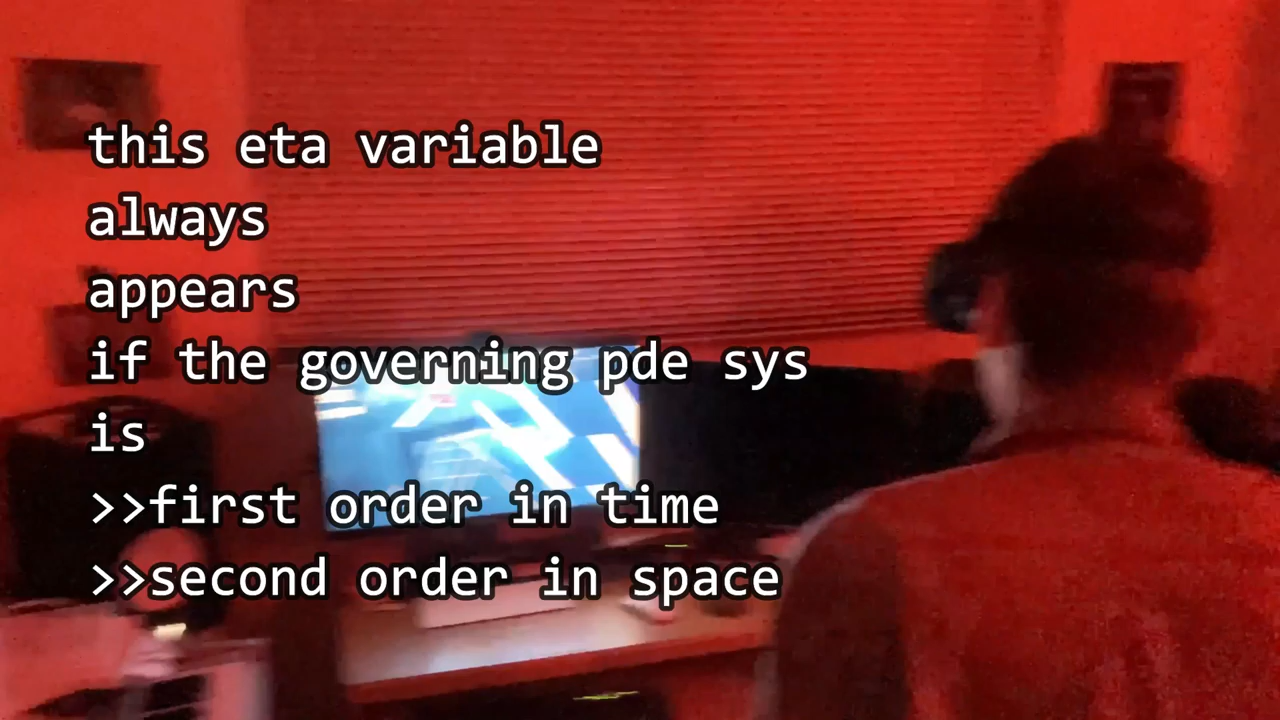 this eta variable
always
appears
if the governing pde sys
is
>>first order in time
>>second order in space